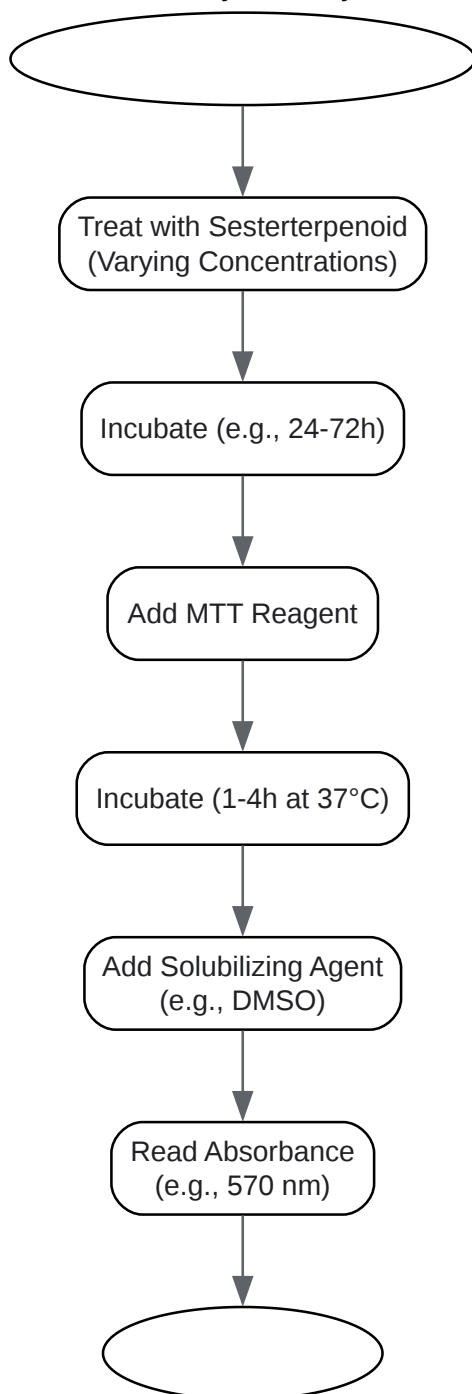 Treat with Sesterterpenoid
(Varying Concentrations)
Incubate (e.g., 24-72h)
Add MTT Reagent
Incubate (1-4h at 37°C)
Add Solubilizing Agent
(e.g., DMSO)
Read Absorbance
(e.g., 570 nm)